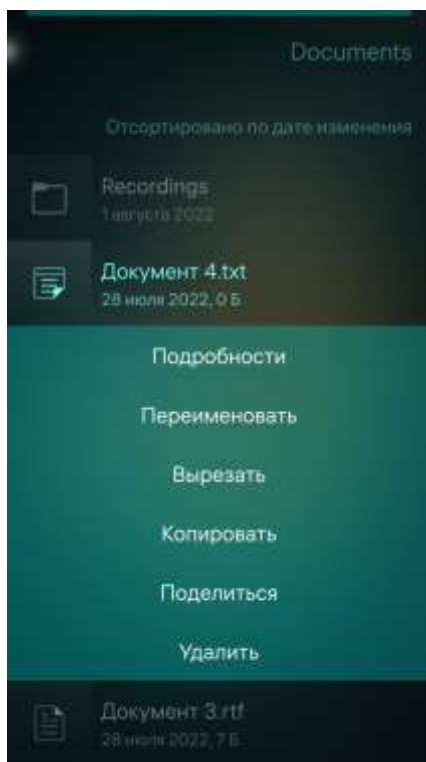 Documents
Отсортировано по дате изменения
Recordings
1 августа 2022
Документ 4.txt
28 июля 2022, 0 Б
Подробности
Переименовать
Вырезать
Копировать
Поделиться
Удалить
Документ 3.rtf
28 июля 2022, 7 Б